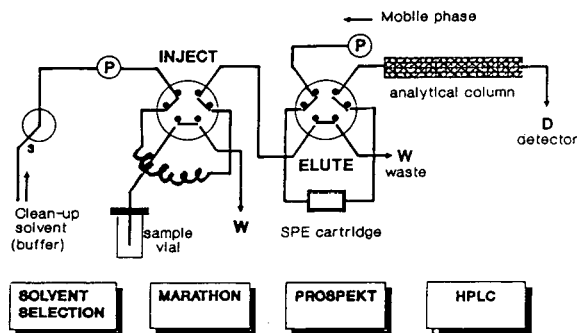 Mobile phase
INJECT
P
P
analytical column
s
D
detector
ELUTE
W
waste
Clean-up
solvent
(buffer)
sample
vial
W
SPE cartridge
SOLVENT
SELECTION
MARATHON
PROSPEKT
HPLC